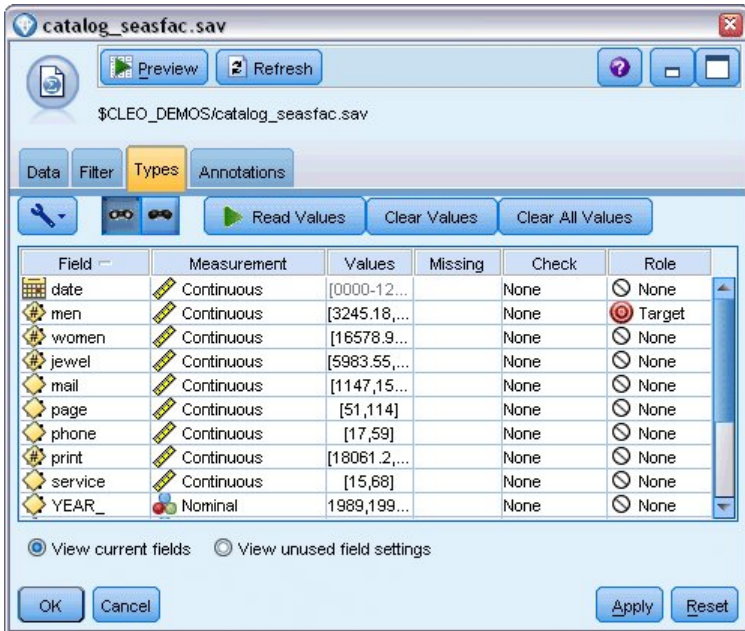 catalog_seasfac.sav
Preview Refresh
$CLEO_DEMOS/catalog_seasfac.sav
Data Filter Types Annotations
Read Values Clear Values Clear All Values
Field Measurement Values Missing Check Role
date Continuous [0000-12... None None
men Continuous [3245.18,... None Target
women Continuous [16578.9... None None
jewel Continuous [5983.55,... None None
mail Continuous [1147,15... None None
page Continuous [51,114] None None
phone Continuous [17,59] None None
print Continuous [18061.2,... None None
service Continuous [15,68] None None
YEAR_ Nominal 1989,199... None None
View current fields View unused field settings
OK Cancel Apply Reset